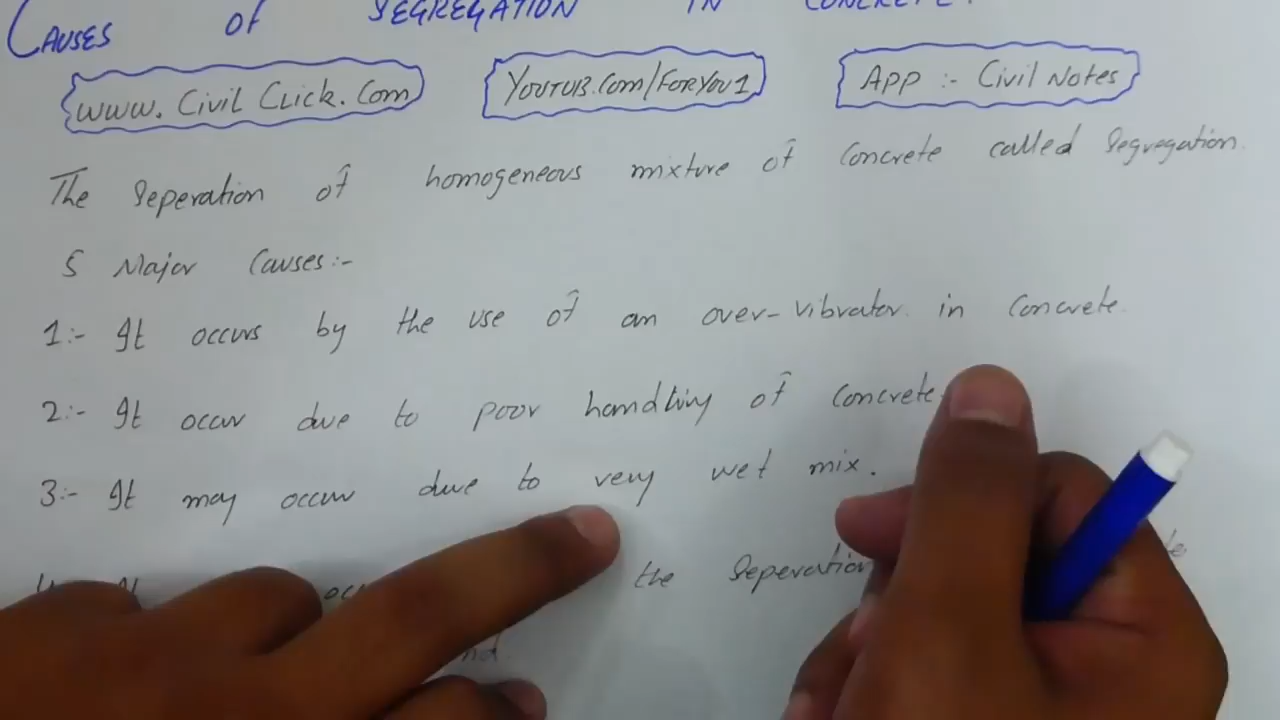 CAUSES OF SEGREGATION IN CONCRETE.
www. Civil Click. Com
YOUTUB.Com/FORYOU1
APP :- Civil Notes
The Seperation of homogeneous mixture of Concrete called Segregation.
5 Major Causes:-
1:- It occurs by the use of an over-vibrator in Concrete.
2:- It occur due to poor handling of Concrete.
3:- It may occur due to very wet mix.
the Seperation